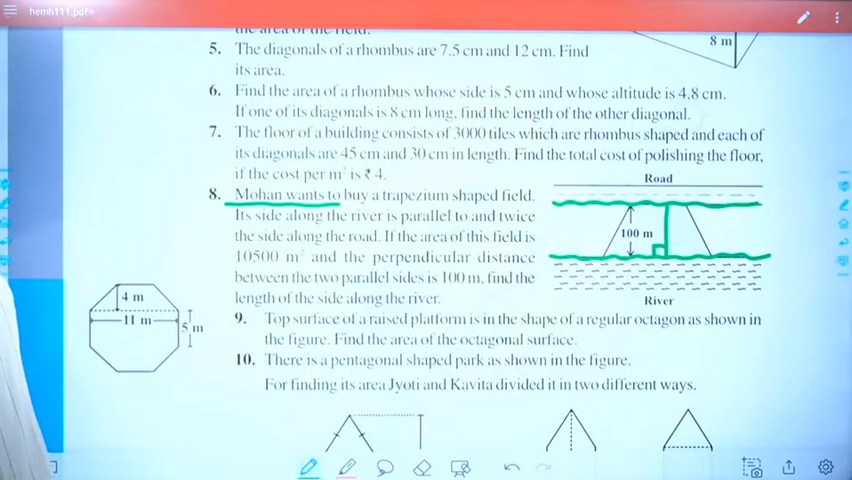 hemh111.pdf
the area of the field.
8 m
5. The diagonals of a rhombus are 7.5 cm and 12 cm. Find
its area.
6. Find the area of a rhombus whose side is 5 cm and whose altitude is 4.8 cm.
If one of its diagonals is 8 cm long, find the length of the other diagonal.
7. The floor of a building consists of 3000 tiles which are rhombus shaped and each of
its diagonals are 45 cm and 30 cm in length. Find the total cost of polishing the floor,
if the cost per m² is ₹ 4.
8. Mohan wants to buy a trapezium shaped field.
Its side along the river is parallel to and twice
the side along the road. If the area of this field is
10500 m² and the perpendicular distance
between the two parallel sides is 100 m, find the
length of the side along the river.
Road
100 m
River
4 m
11 m
5 m
9. Top surface of a raised platform is in the shape of a regular octagon as shown in
the figure. Find the area of the octagonal surface.
10. There is a pentagonal shaped park as shown in the figure.
For finding its area Jyoti and Kavita divided it in two different ways.